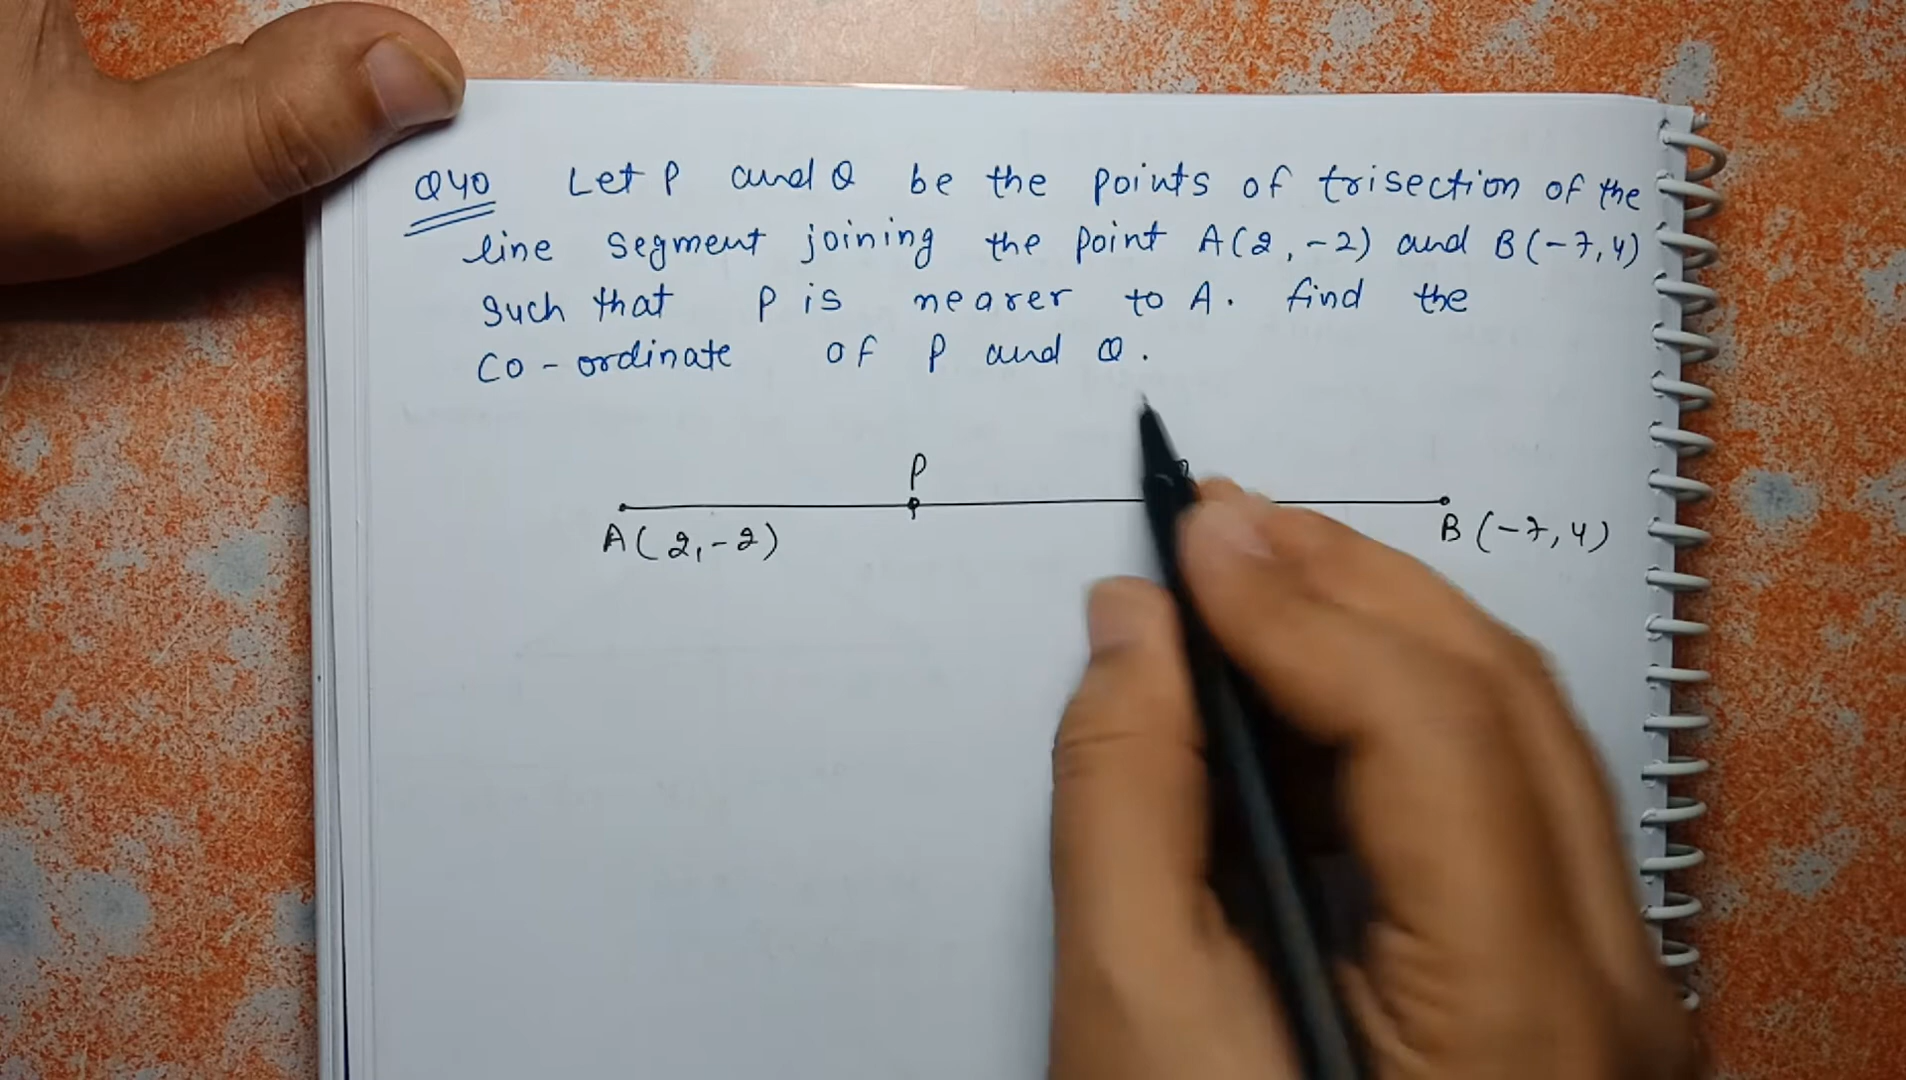 Q40 Let P and Q be the points of trisection of the
line segment joining the point A(2,-2) and B(-7,4)
such that P is nearer to A. find the
Co-ordinate of P and Q.
P
A(2,-2)
B(-7,4)